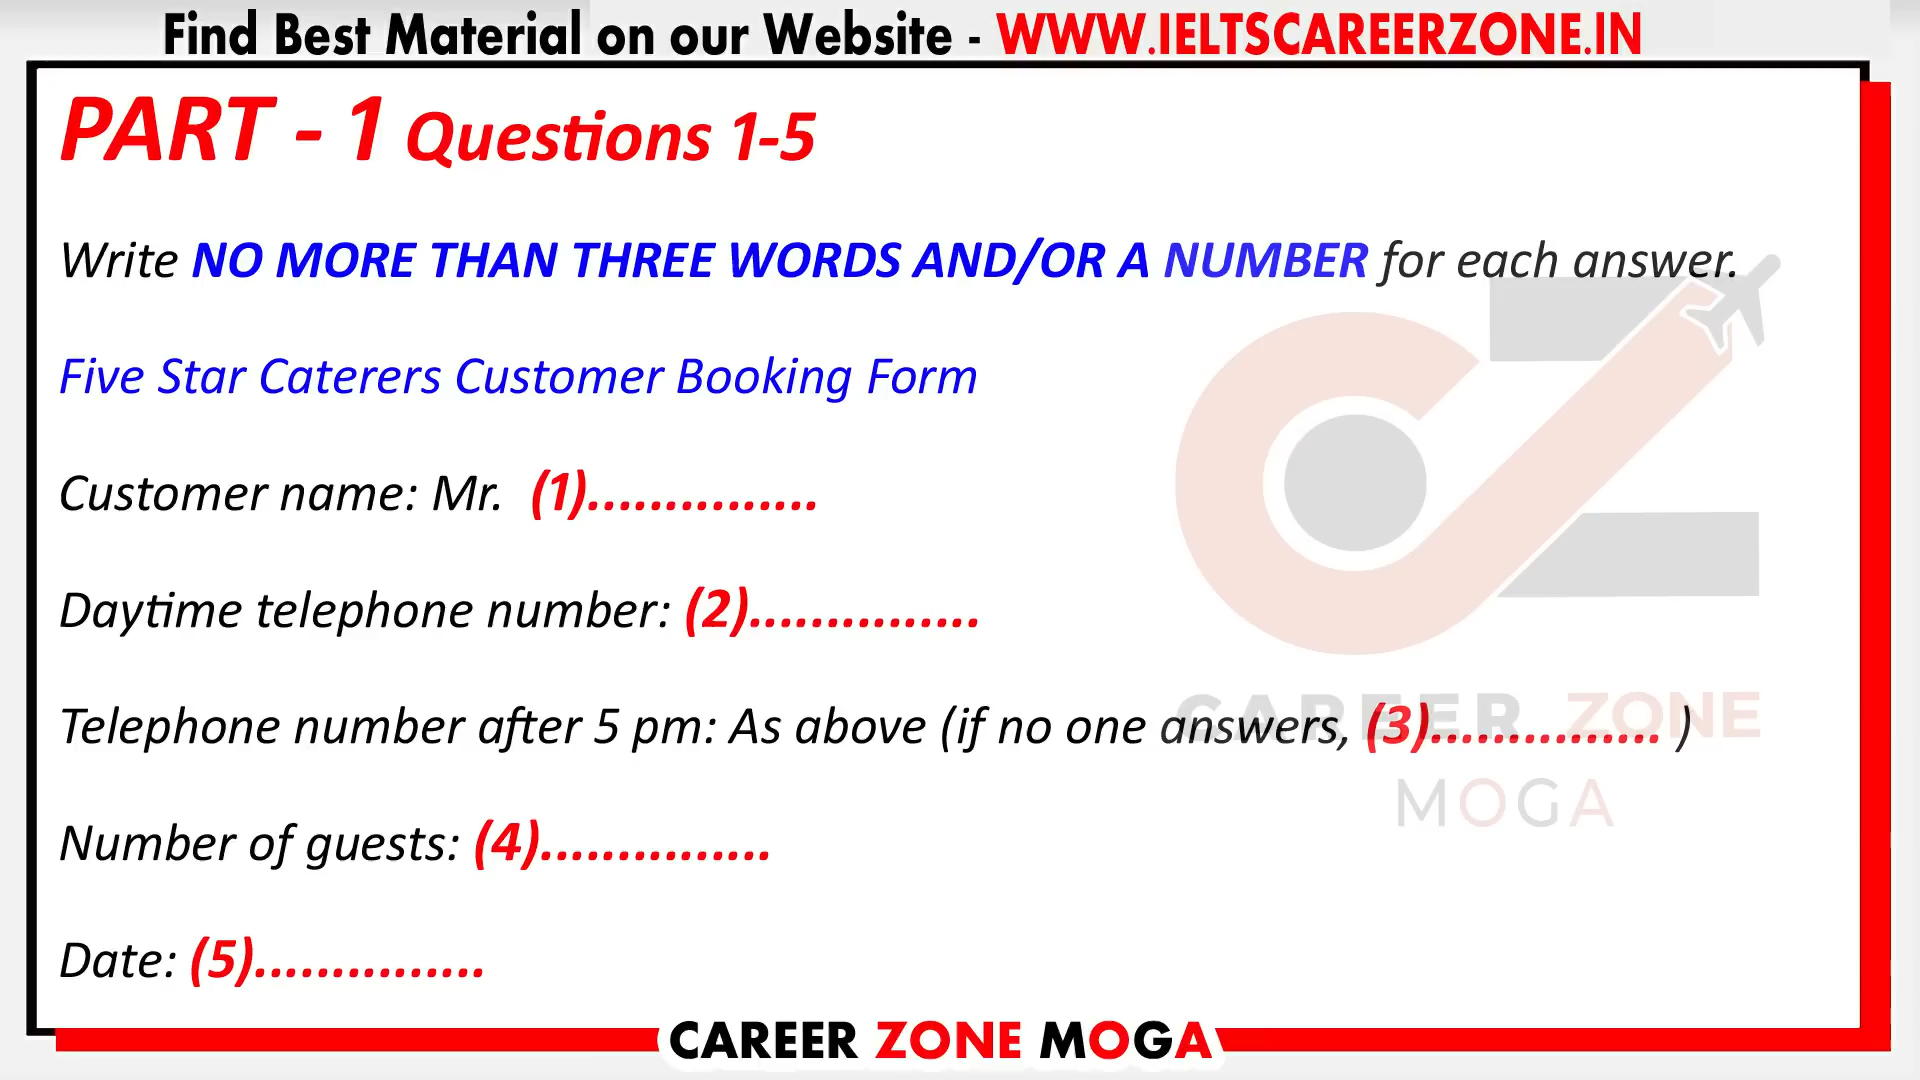 Find Best Material on our Website - WWW.IELTSCAREERZONE.IN
PART - 1 Questions 1-5
Write NO MORE THAN THREE WORDS AND/OR A NUMBER for each answer.
Five Star Caterers Customer Booking Form
Customer name: Mr. (1)...............
Daytime telephone number: (2)...............
Telephone number after 5 pm: As above (if no one answers, (3)............... )
CAREER ZONE
MOGA
Number of guests: (4)...............
Date: (5)...............
CAREER ZONE MOGA